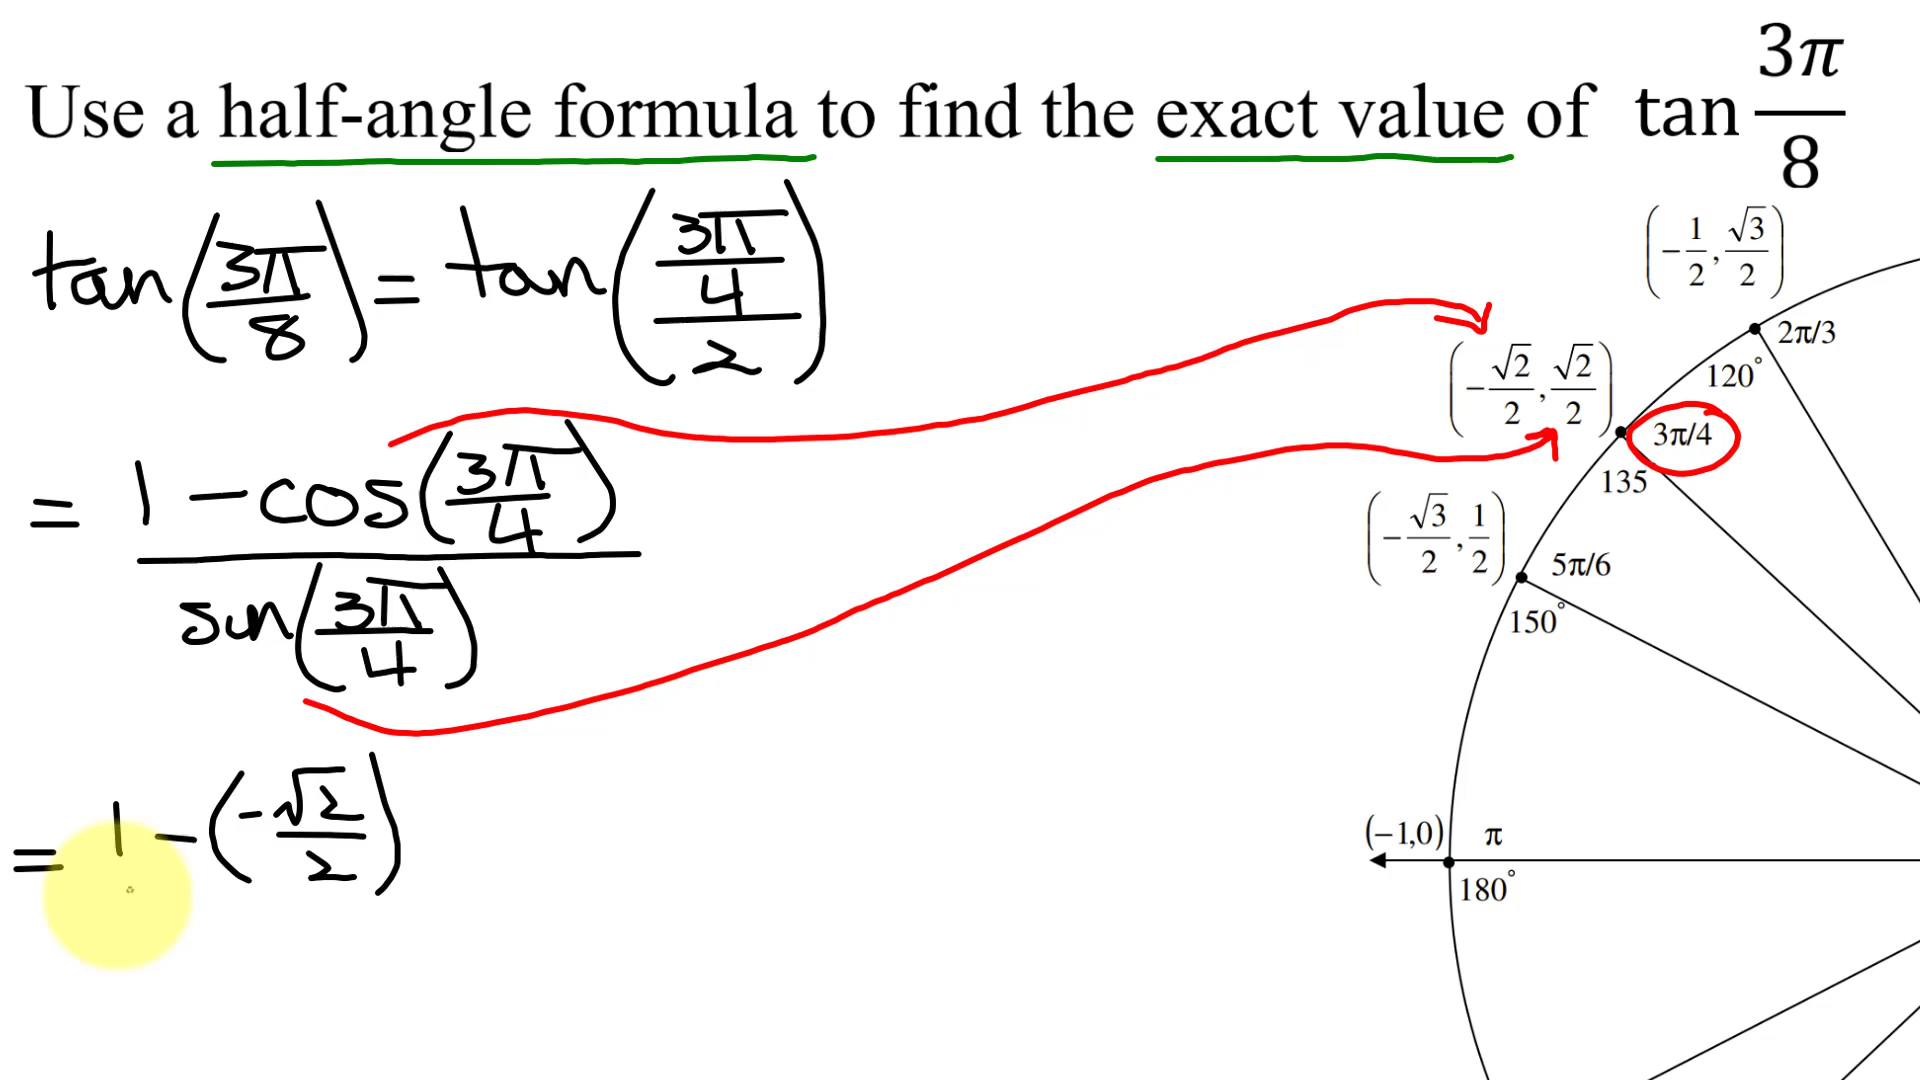 Use a half-angle formula to find the exact value of tan 3π/8
tan(3π/8) = tan((3π/4)/2)
= (1 - cos(3π/4))/(sin(3π/4))
= 1 - (-√2/2)
(-1/2, √3/2)
2π/3
120°
(-√2/2, √2/2)
3π/4
135
(-√3/2, 1/2)
5π/6
150°
(-1,0) π
180°